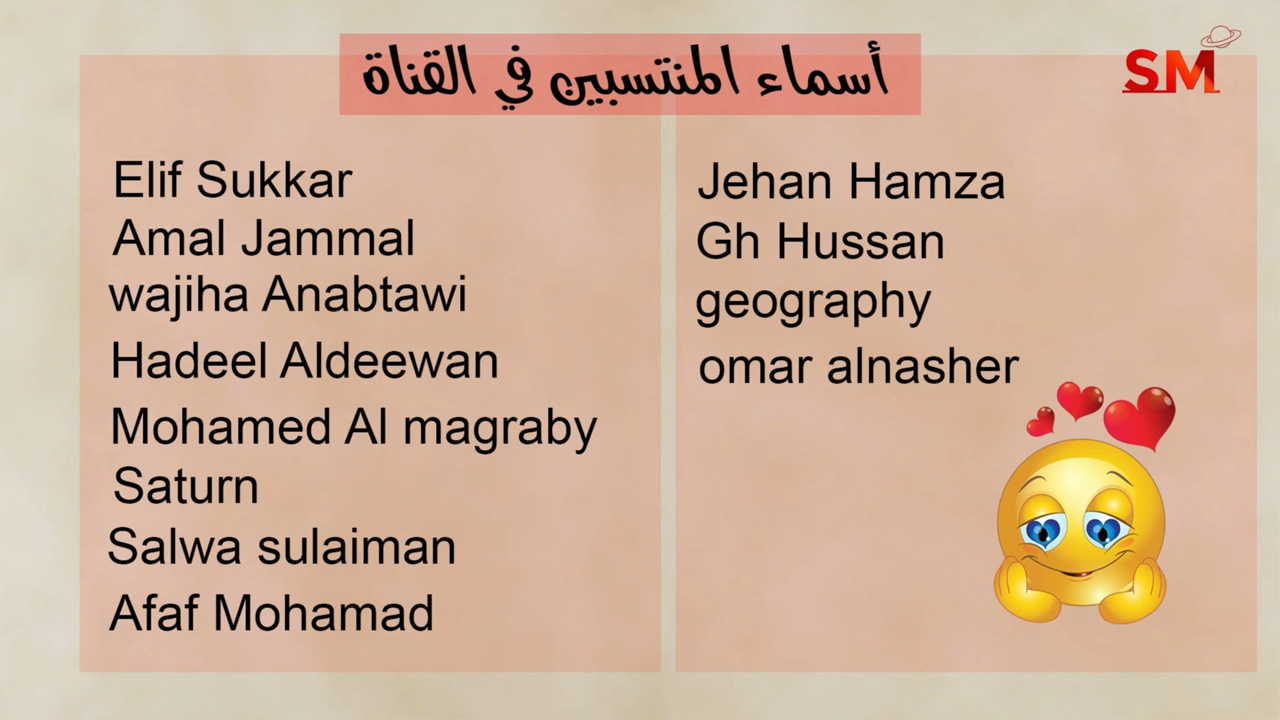 أسماء المنتسبين في القناة
SM
Elif Sukkar
Amal Jammal
wajiha Anabtawi
Hadeel Aldeewan
Mohamed Al magraby
Saturn
Salwa sulaiman
Afaf Mohamad
Jehan Hamza
Gh Hussan
geography
omar alnasher